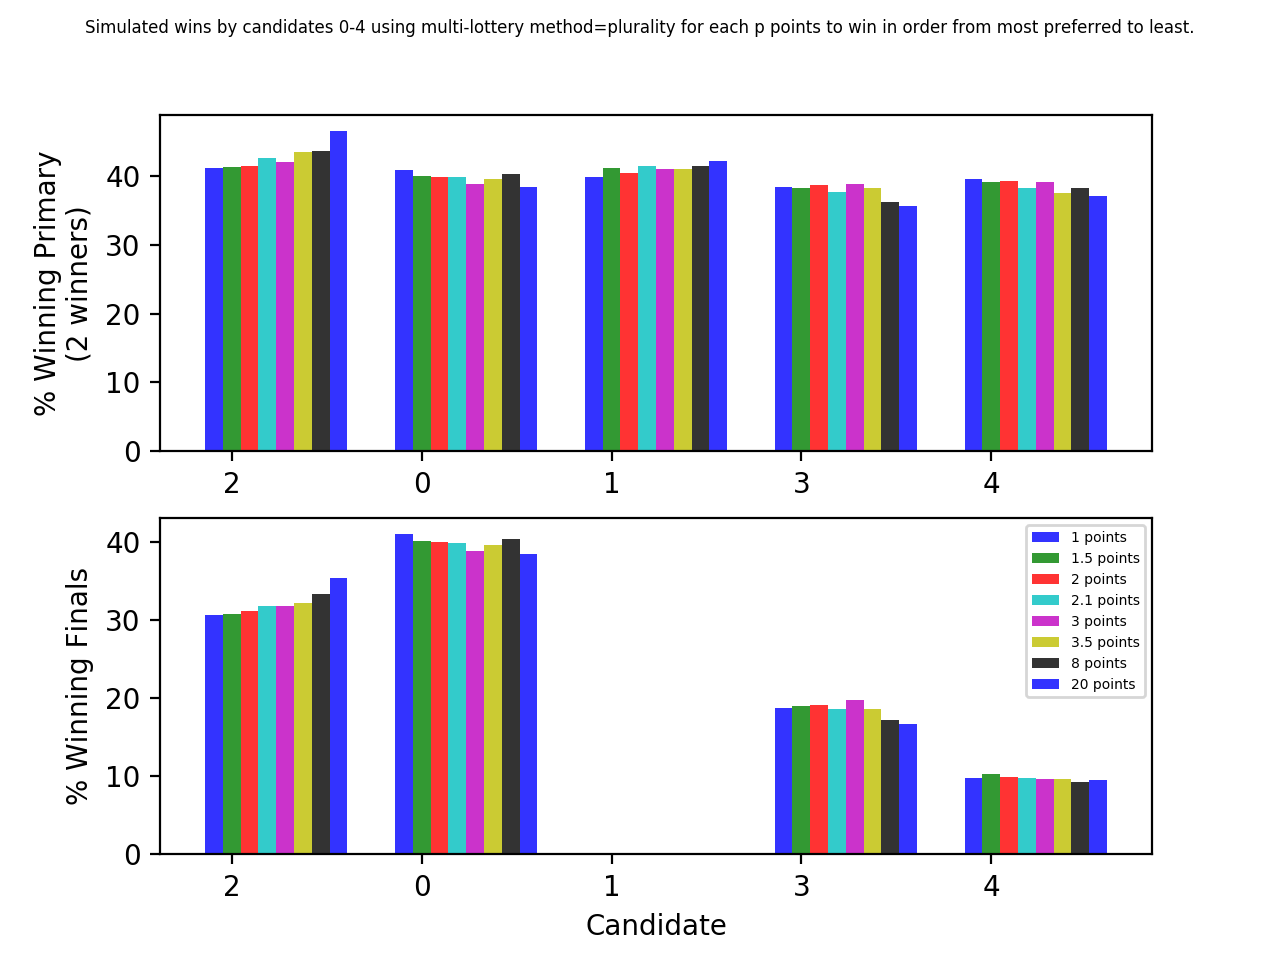 Simulated wins by candidates 0-4 using multi-lottery method=plurality for each p points to win in order from most preferred to least.
% Winning Primary
(2 winners)
40
30
20
10
0
2 0 1 3 4
% Winning Finals
40
30
20
10
0
1 points
1.5 points
2 points
2.1 points
3 points
3.5 points
8 points
20 points
2 0 1 3 4
Candidate